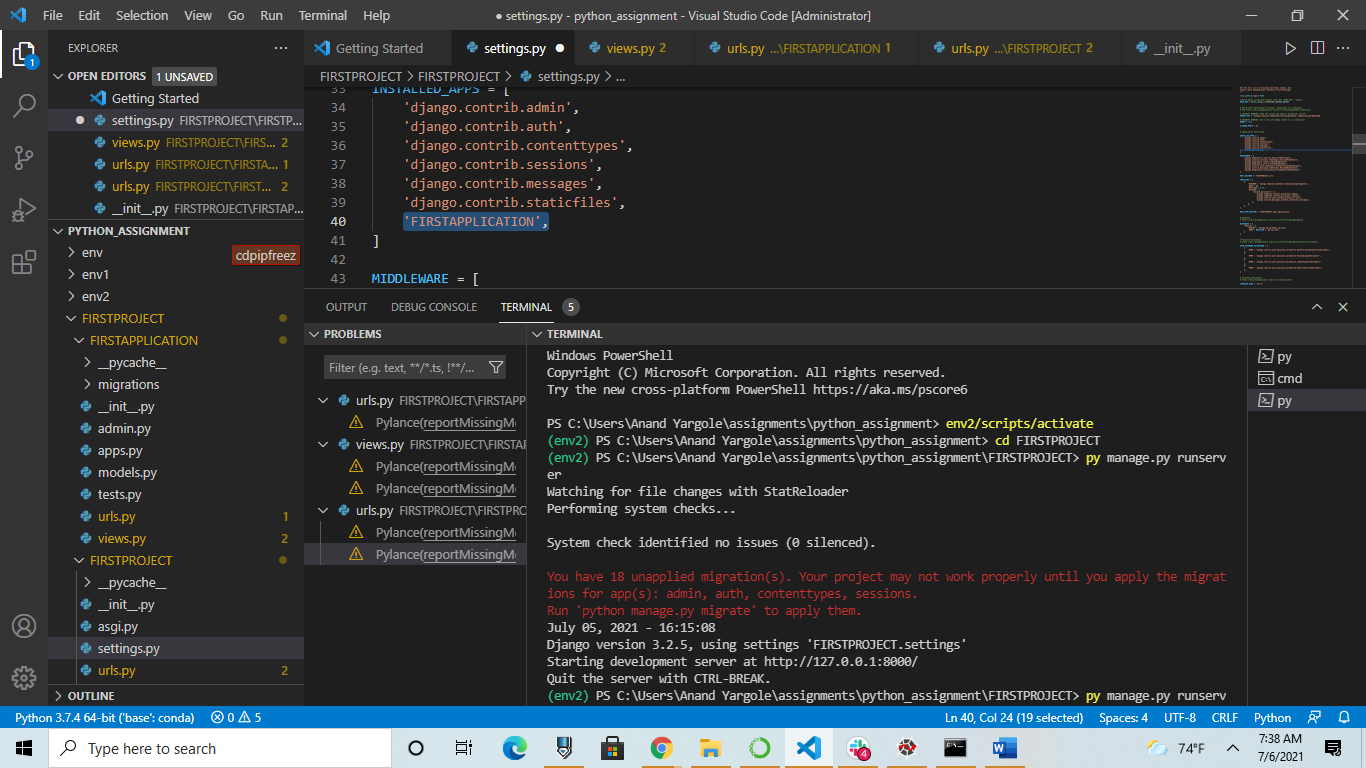 File Edit Selection View Go Run Terminal Help
● settings.py - python_assignment - Visual Studio Code [Administrator]
EXPLORER
OPEN EDITORS 1 UNSAVED
Getting Started
settings.py FIRSTPROJECT\FIRSTP...
views.py FIRSTPROJECT\FIRS... 2
urls.py FIRSTPROJECT\FIRSTA... 1
urls.py FIRSTPROJECT\FIRST... 2
__init__.py FIRSTPROJECT\FIRSTAP...
PYTHON_ASSIGNMENT
env
cdpipfreez
env1
env2
FIRSTPROJECT
FIRSTAPPLICATION
__pycache__
migrations
__init__.py
admin.py
apps.py
models.py
tests.py
urls.py 1
views.py 2
FIRSTPROJECT
__pycache__
__init__.py
asgi.py
settings.py
urls.py 2
OUTLINE
Getting Started settings.py views.py 2 urls.py ...\FIRSTAPPLICATION 1 urls.py ...\FIRSTPROJECT 2 __init__.py
FIRSTPROJECT > FIRSTPROJECT > settings.py > ...
33 INSTALLED_APPS = [
34 'django.contrib.admin',
35 'django.contrib.auth',
36 'django.contrib.contenttypes',
37 'django.contrib.sessions',
38 'django.contrib.messages',
39 'django.contrib.staticfiles',
40 'FIRSTAPPLICATION',
41 ]
42
43 MIDDLEWARE = [
OUTPUT DEBUG CONSOLE TERMINAL 5
PROBLEMS
Filter (e.g. text, **/*.ts, !**/...
urls.py FIRSTPROJECT\FIRSTAPP
Pylance(reportMissingM
views.py FIRSTPROJECT\FIRSTAF
Pylance(reportMissingM
Pylance(reportMissingM
urls.py FIRSTPROJECT\FIRSTPRO
Pylance(reportMissingM
Pylance(reportMissingM
TERMINAL
Windows PowerShell
Copyright (C) Microsoft Corporation. All rights reserved.
Try the new cross-platform PowerShell https://aka.ms/pscore6
PS C:\Users\Anand Yargole\assignments\python_assignment> env2/scripts/activate
(env2) PS C:\Users\Anand Yargole\assignments\python_assignment> cd FIRSTPROJECT
(env2) PS C:\Users\Anand Yargole\assignments\python_assignment\FIRSTPROJECT> py manage.py runserv
er
Watching for file changes with StatReloader
Performing system checks...
System check identified no issues (0 silenced).
You have 18 unapplied migration(s). Your project may not work properly until you apply the migrat
ions for app(s): admin, auth, contenttypes, sessions.
Run 'python manage.py migrate' to apply them.
July 05, 2021 - 16:15:08
Django version 3.2.5, using settings 'FIRSTPROJECT.settings'
Starting development server at http://127.0.0.1:8000/
Quit the server with CTRL-BREAK.
(env2) PS C:\Users\Anand Yargole\assignments\python_assignment\FIRSTPROJECT> py manage.py runserv
py
cmd
py
1
Python 3.7.4 64-bit ('base': conda) 0 5
Ln 40, Col 24 (19 selected) Spaces: 4 UTF-8 CRLF Python
Type here to search
4
74°F
7:38 AM
7/6/2021